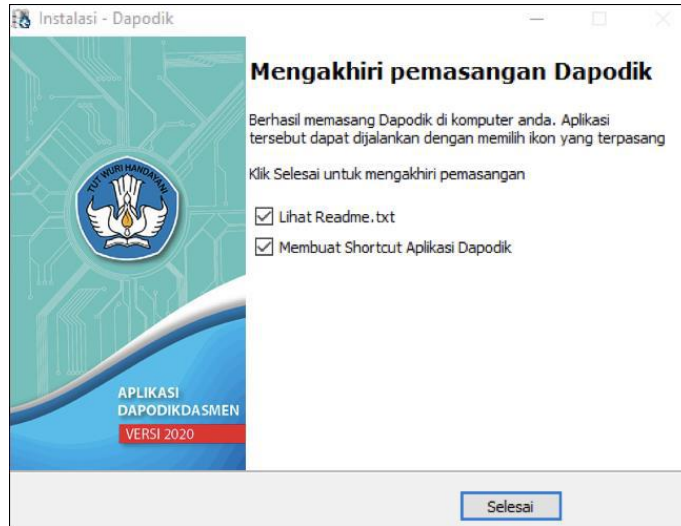 Instalasi - Dapodik
Mengakhiri pemasangan Dapodik
Berhasil memasang Dapodik di komputer anda. Aplikasi
tersebut dapat dijalankan dengan memilih ikon yang terpasang
Klik Selesai untuk mengakhiri pemasangan
Lihat Readme.txt
Membuat Shortcut Aplikasi Dapodik
TUT WURI HANDAYANI
APLIKASI
DAPODIKDASMEN
VERSI 2020
Selesai